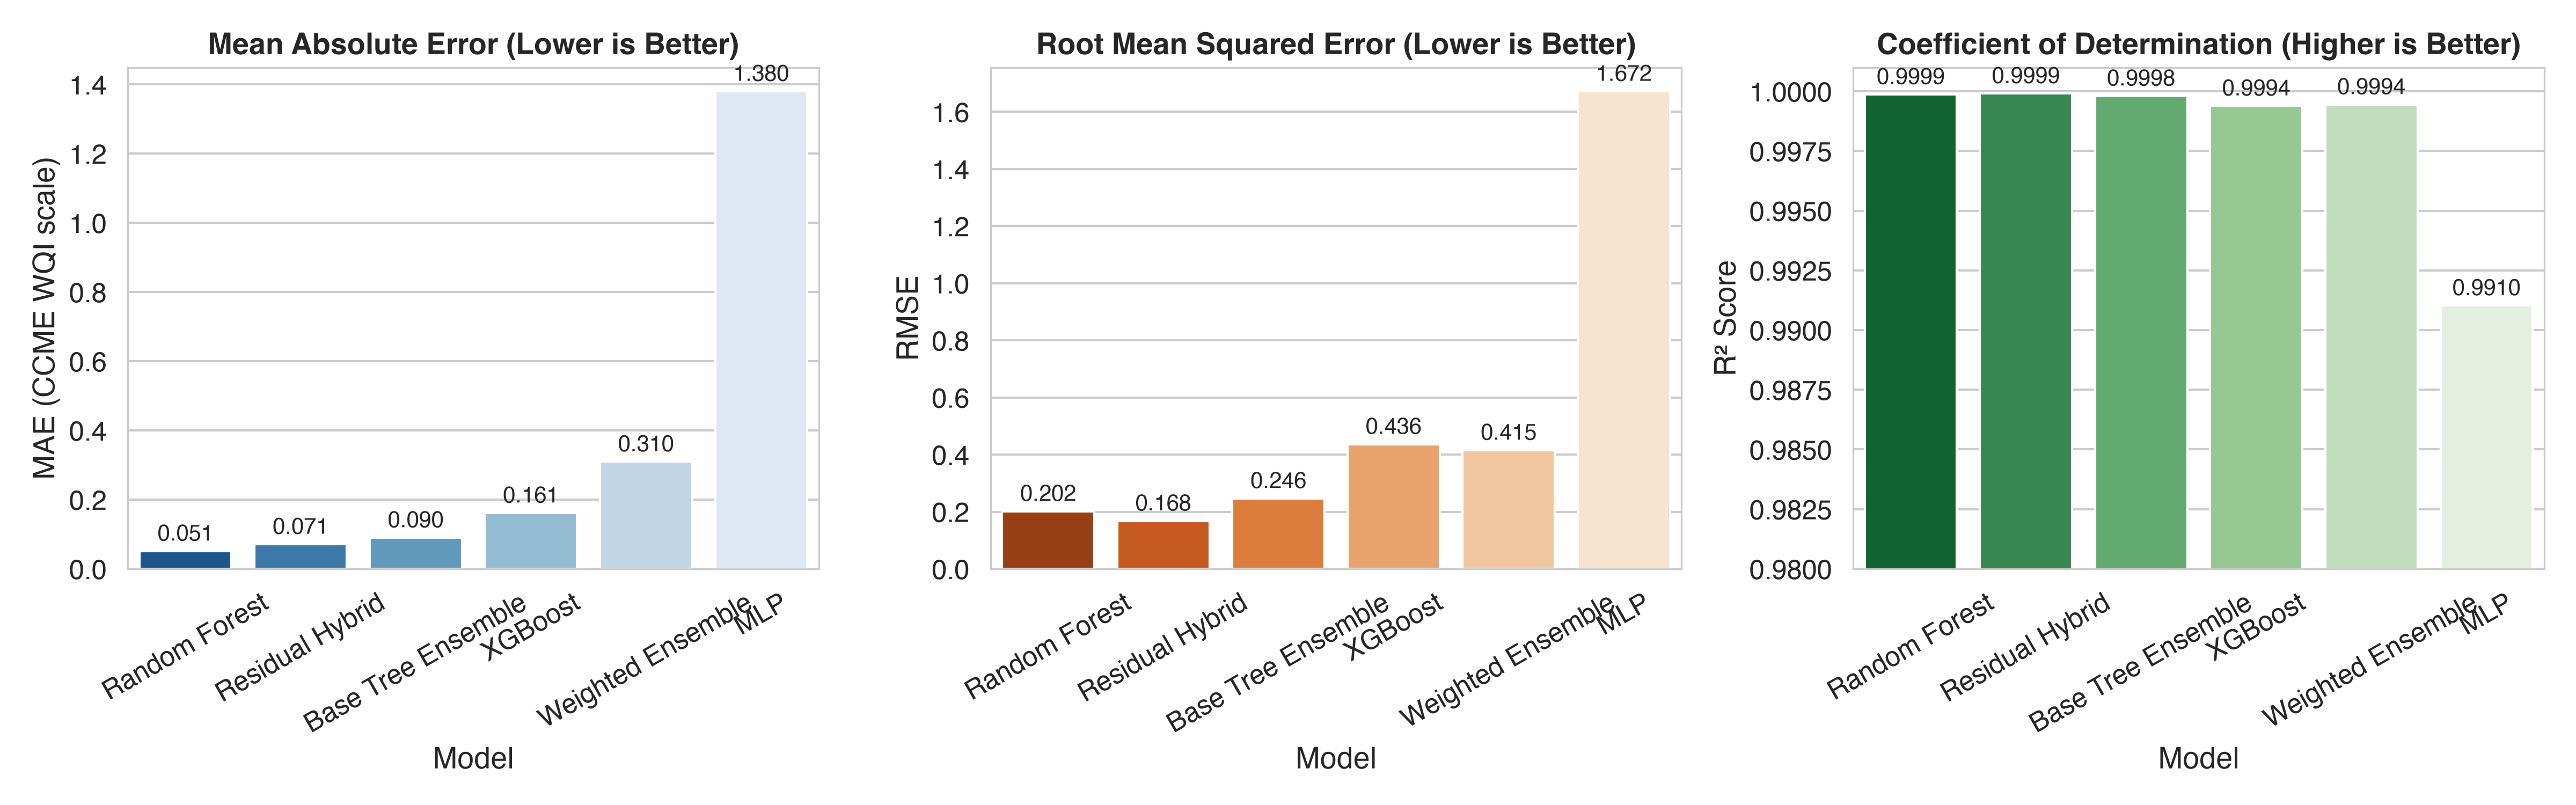 Mean Absolute Error (Lower is Better)
MAE (CCME WQI scale)
1.4
1.2
1.0
0.8
0.6
0.4
0.2
0.0
0.051
0.071
0.090
0.161
0.310
1.380
Random Forest
Residual Hybrid
Base Tree Ensemble
XGBoost
Weighted Ensemble
MLP
Model
Root Mean Squared Error (Lower is Better)
RMSE
1.6
1.4
1.2
1.0
0.8
0.6
0.4
0.2
0.0
0.202
0.168
0.246
0.436
0.415
1.672
Random Forest
Residual Hybrid
Base Tree Ensemble
XGBoost
Weighted Ensemble
MLP
Model
Coefficient of Determination (Higher is Better)
R² Score
1.0000
0.9975
0.9950
0.9925
0.9900
0.9875
0.9850
0.9825
0.9800
0.9999
0.9999
0.9998
0.9994
0.9994
0.9910
Random Forest
Residual Hybrid
Base Tree Ensemble
XGBoost
Weighted Ensemble
MLP
Model